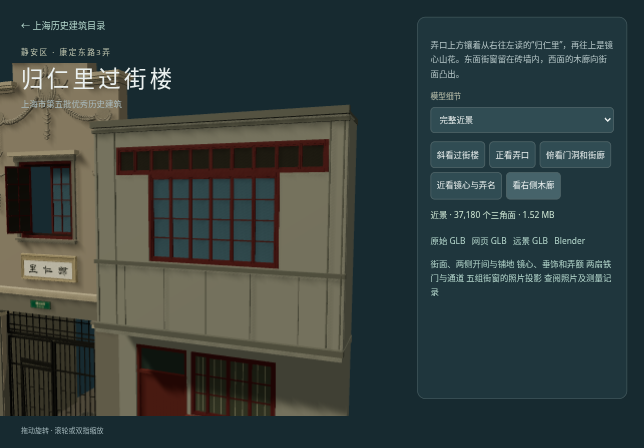 ← 上海历史建筑目录
静安区 · 康定东路3弄
归仁里过街楼
上海市第五批优秀历史建筑
里仁歸
拖动旋转 · 滚轮或双指缩放
弄口上方镶着从右往左读的“归仁里”，再往上是镜
心山花。东面街窗留在砖墙内，西面的木廊向街
面凸出。
模型细节
完整近景
斜看过街楼
正看弄口
俯看门洞和街廊
近看镜心与弄名
看右侧木廊
近景 · 37,180 个三角面 · 1.52 MB
原始 GLB 网页 GLB 远景 GLB Blender
街面、两侧开间与铺地 镜心、垂饰和弄额 两扇铁
门与通道 五组街窗的照片投影 查阅照片及测量记
录